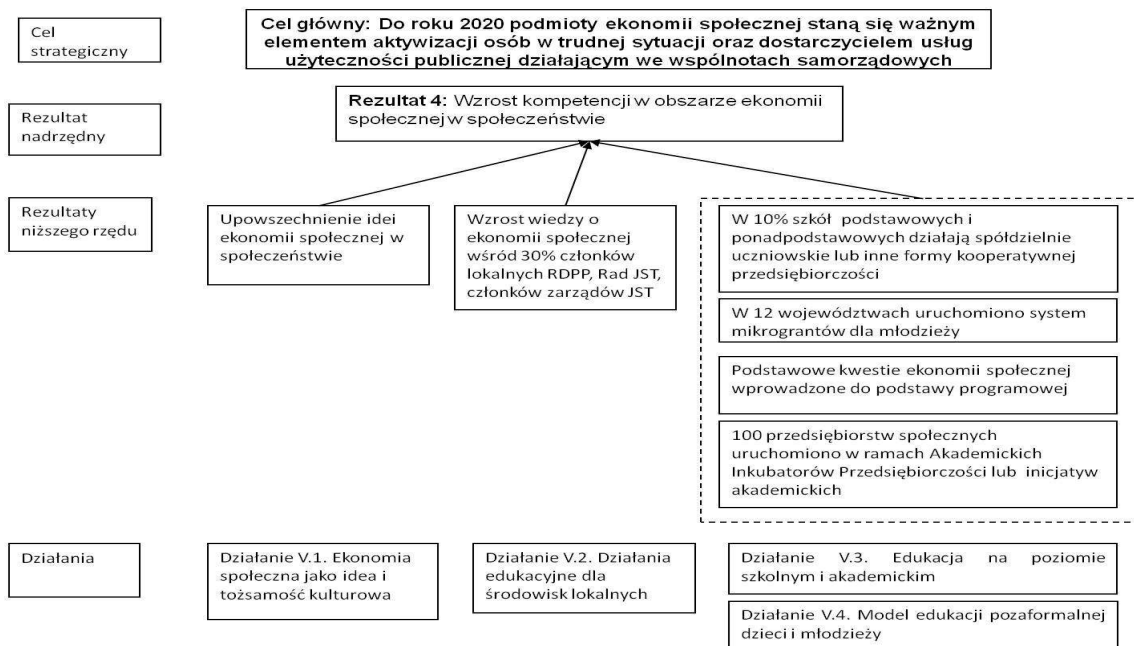 Cel
strategiczny
Cel główny: Do roku 2020 podmioty ekonomii społecznej staną się ważnym
elementem aktywizacji osób w trudnej sytuacji oraz dostarczycielem usług
użyteczności publicznej działającym we wspólnotach samorządowych
Rezultat
nadrzędny
Rezultat 4: Wzrost kompetencji w obszarze ekonomii
społecznej w społeczeństwie
Rezultaty
niższego rzędu
Upowszechnienie idei
ekonomii społecznej w
społeczeństwie
Wzrost wiedzy o
ekonomii społecznej
wśród 30% członków
lokalnych RDPP, Rad JST,
członków zarządów JST
W 10% szkół podstawowych i
ponadpodstawowych działają spółdzielnie
uczniowskie lub inne formy kooperatywnej
przedsiębiorczości
W 12 województwach uruchomiono system
mikrograntów dla młodzieży
Podstawowe kwestie ekonomii społecznej
wprowadzone do podstawy programowej
100 przedsiębiorstw społecznych
uruchomiono w ramach Akademickich
Inkubatorów Przedsiębiorczości lub inicjatyw
akademickich
Działania
Działanie V.1. Ekonomia
społeczna jako idea i
tożsamość kulturowa
Działanie V.2. Działania
edukacyjne dla
środowisk lokalnych
Działanie V.3. Edukacja na poziomie
szkolnym i akademickim
Działanie V.4. Model edukacji pozaformalnej
dzieci i młodzieży